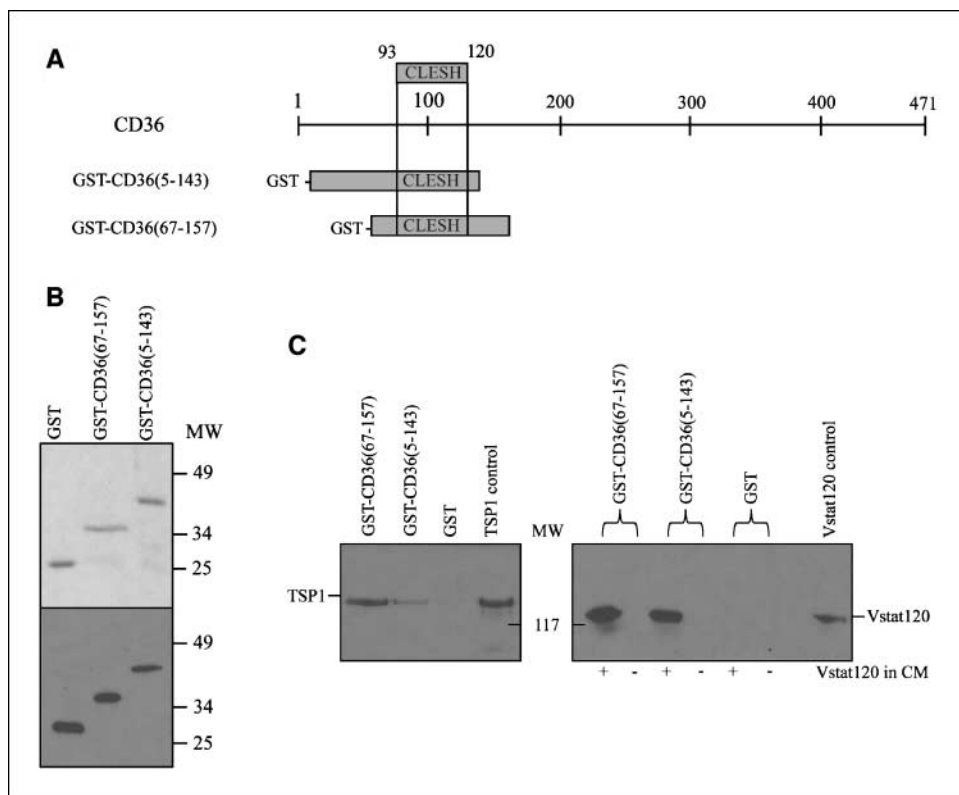 A
93 120
CLESH
1 100 200 300 400 471
CD36
GST-CD36(5-143) GST CLESH
GST-CD36(67-157) GST CLESH
B
GST
GST-CD36(67-157)
GST-CD36(5-143)
MW
49
34
25
49
34
25
C
GST-CD36(67-157)
GST-CD36(5-143)
GST
TSP1 control
MW
GST-CD36(67-157)
GST-CD36(5-143)
GST
Vstat120 control
TSP1
117
Vstat120
+ - + - + - Vstat120 in CM